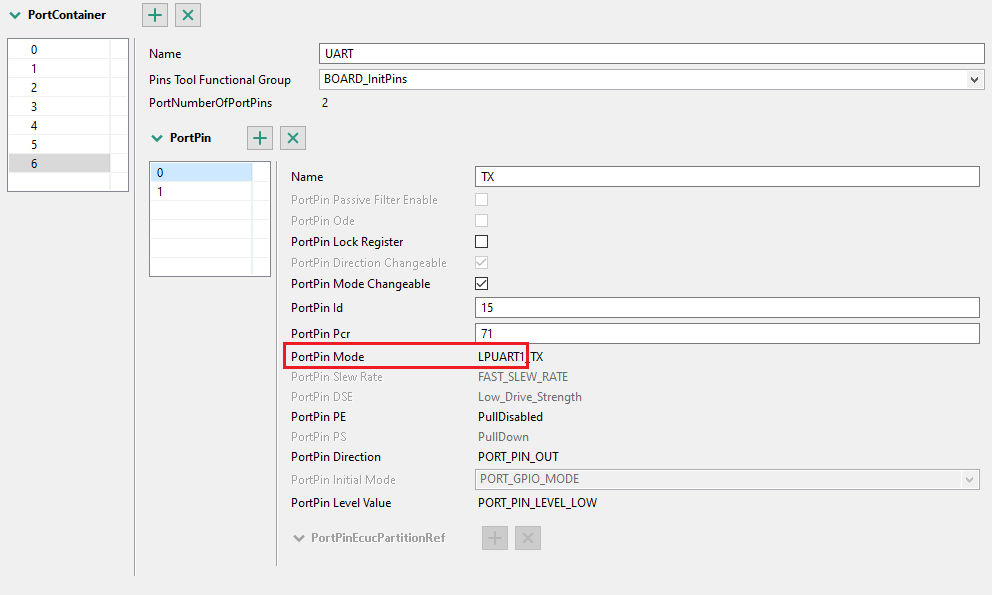 PortContainer
0
1
2
3
4
5
6
Name UART
Pins Tool Functional Group BOARD_InitPins
PortNumberOfPortPins 2
PortPin
0
1
Name TX
PortPin Passive Filter Enable
PortPin Ode
PortPin Lock Register
PortPin Direction Changeable
PortPin Mode Changeable
PortPin Id 15
PortPin Pcr 71
PortPin Mode LPUART1_TX
PortPin Slew Rate FAST_SLEW_RATE
PortPin DSE Low_Drive_Strength
PortPin PE PullDisabled
PortPin PS PullDown
PortPin Direction PORT_PIN_OUT
PortPin Initial Mode PORT_GPIO_MODE
PortPin Level Value PORT_PIN_LEVEL_LOW
PortPinEcucPartitionRef